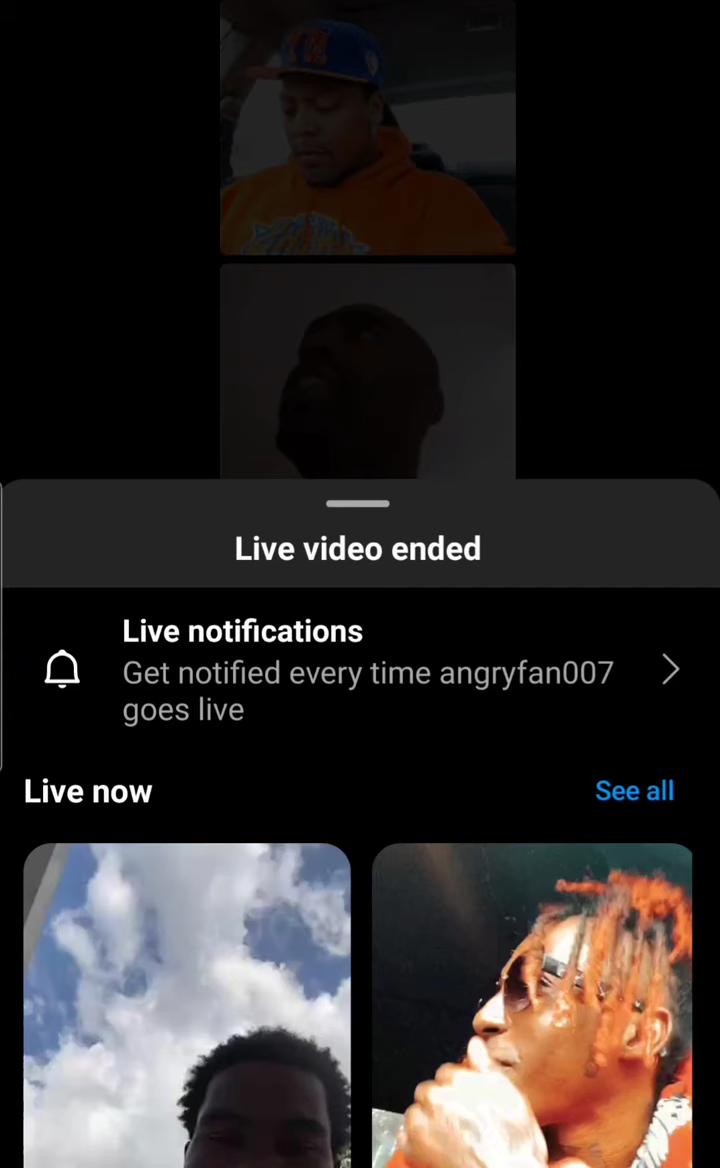 Live video ended
Live notifications
Get notified every time angryfan007
goes live
Live now
See all